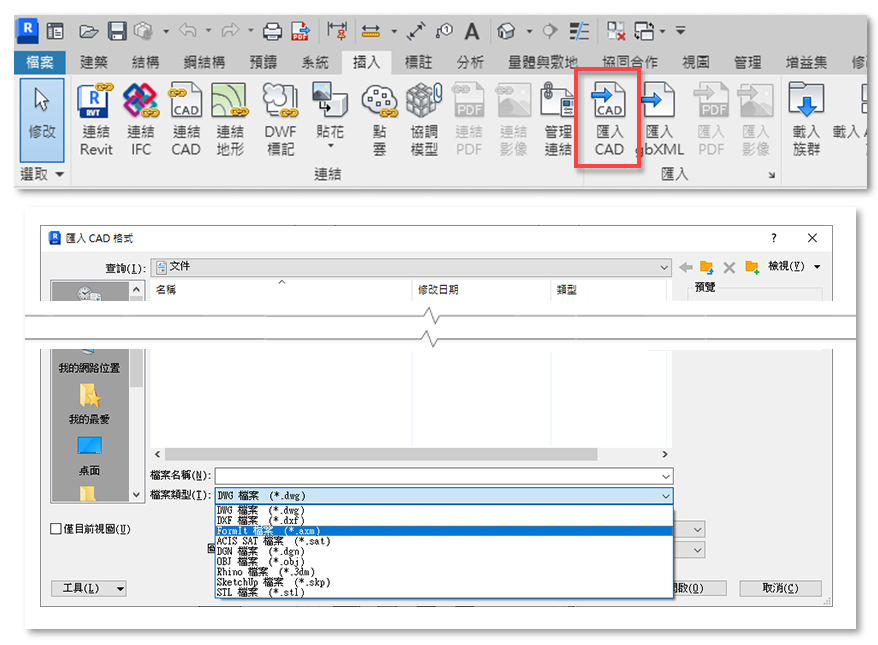 R
PDF
A
檔案 建築 結構 鋼結構 預鑄 系統 插入 標註 分析 量體與敷地 協同合作 視圖 管理 增益集
R RVT CAD PDF CAD PDF
修改 連結 連結 連結 連結 DWF 貼花 點 協調 連結 連結 管理 匯入 匯入 匯入 匯入 載入 載入
Revit IFC CAD 地形 標記 雲 模型 PDF 影像 連結 CAD gbXML PDF 影像 族群
選取 連結 匯入
R 匯入 CAD 格式 ?
查詢(I): 文件 檢視(V)
名稱 修改日期 類型 預覽
我的網路位置
我的最愛
桌面
檔案名稱(N):
檔案類型(T): DWG 檔案 (*.dwg)
DWG 檔案 (*.dwg)
DXF 檔案 (*.dxf)
僅目前視圖(U) FormIt 檔案 (*.axm)
ACIS SAT 檔案 (*.sat)
DGN 檔案 (*.dgn)
OBJ 檔案 (*.obj)
Rhino 檔案 (*.3dm)
SketchUp 檔案 (*.skp)
STL 檔案 (*.stl)
工具(L) 開啟(O) 取消(C)